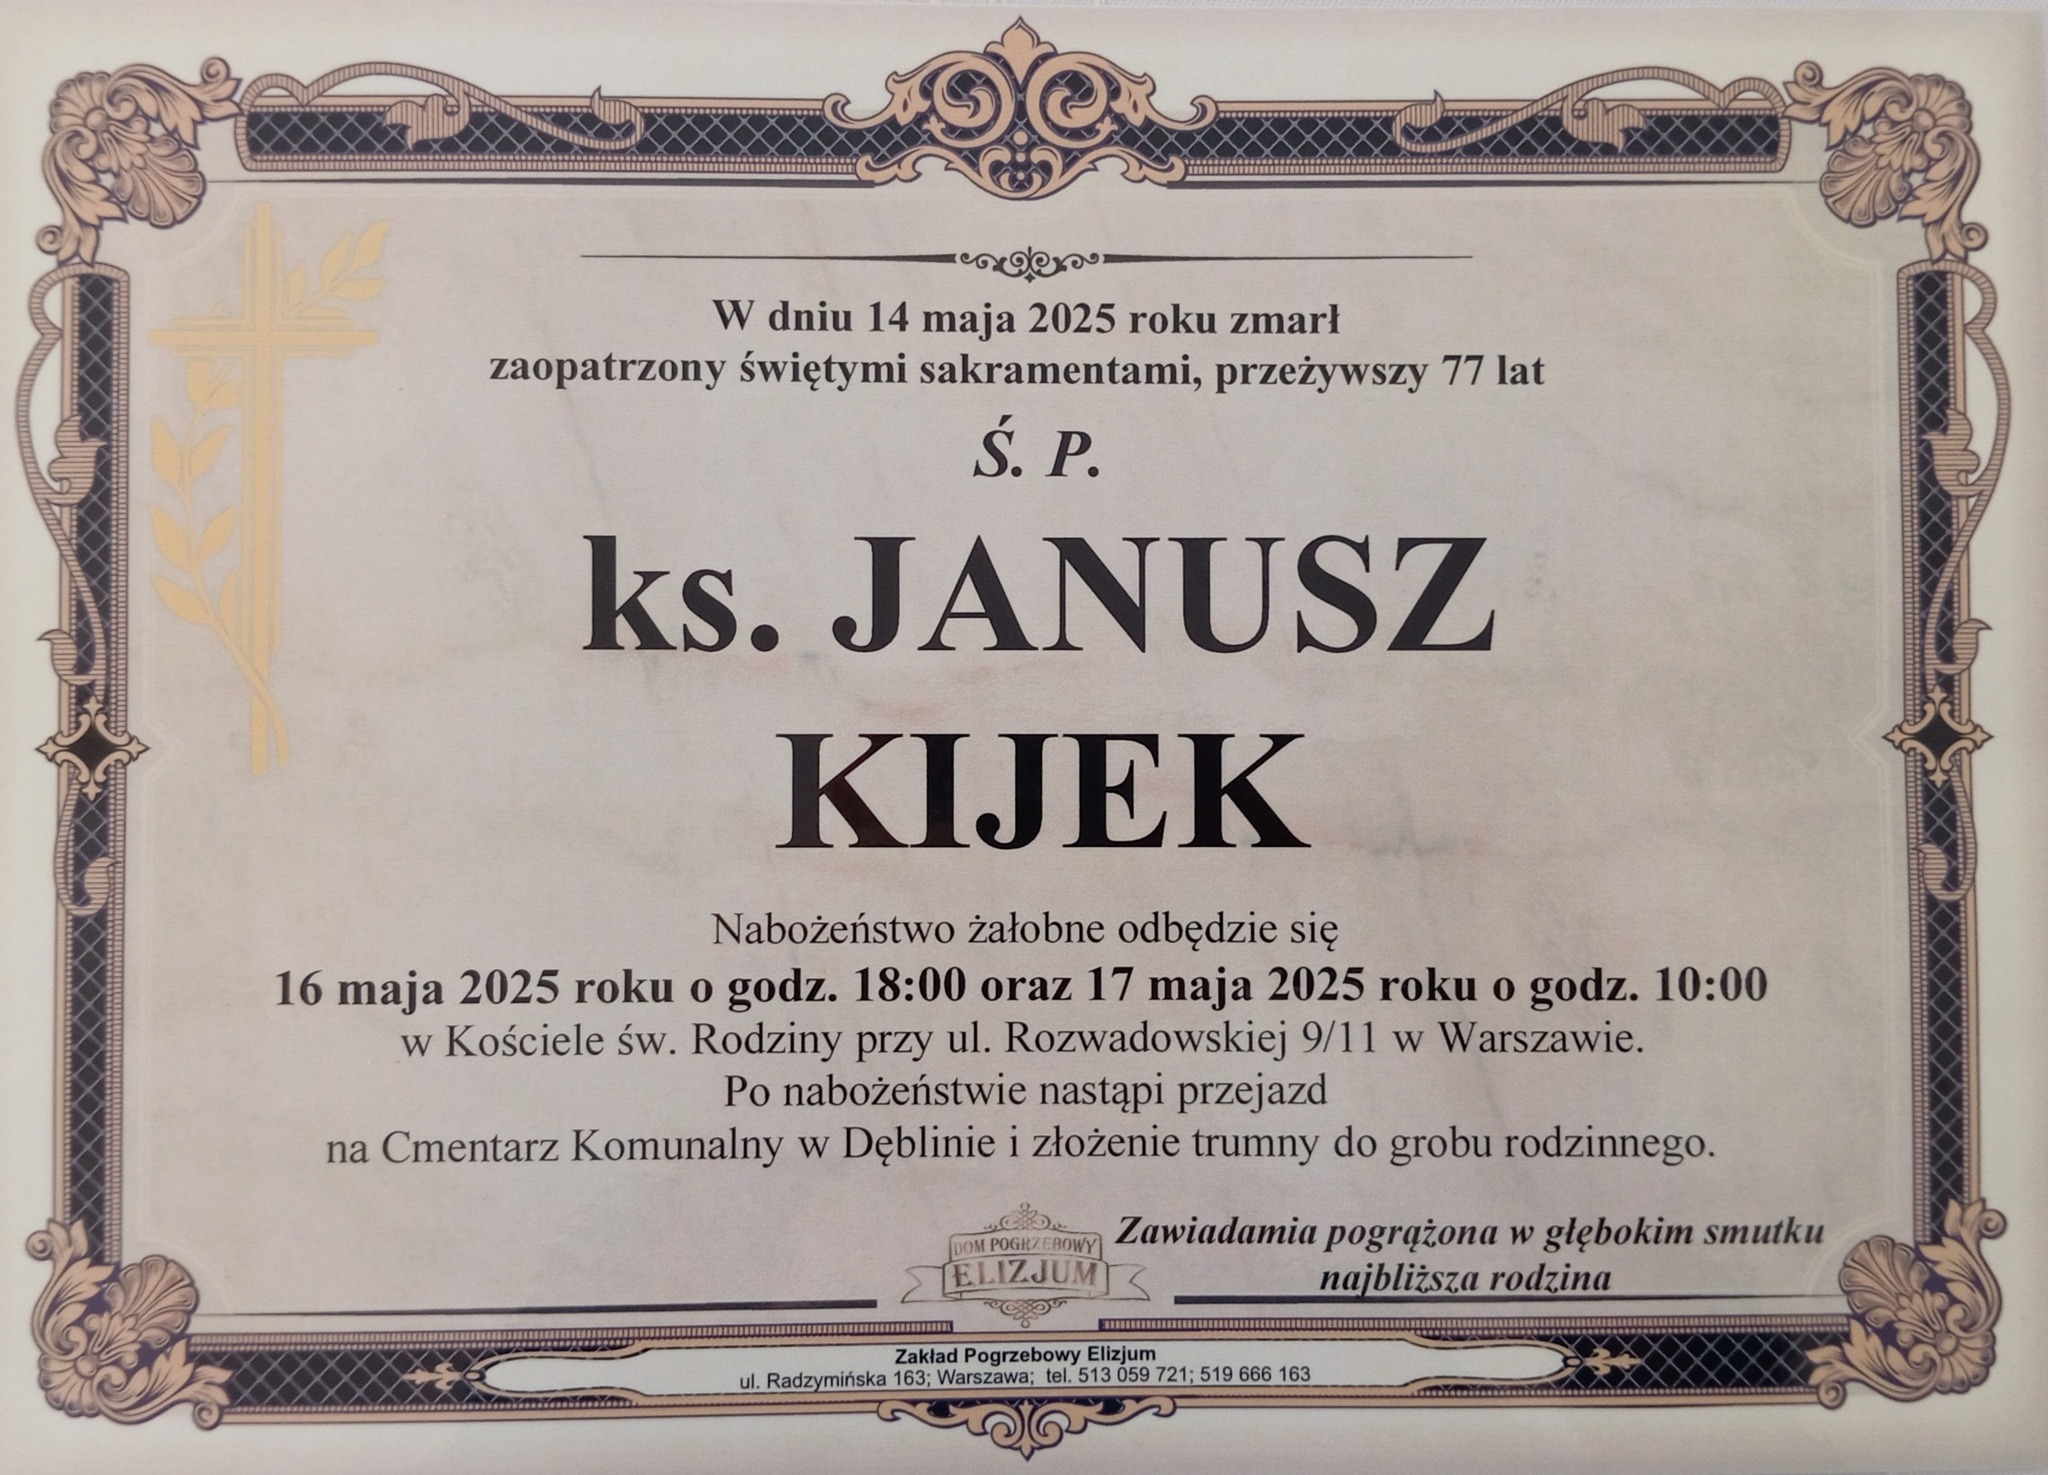 W dniu 14 maja 2025 roku zmarł
zaopatrzony świętymi sakramentami, przeżywszy 77 lat
Ś. P.
ks. JANUSZ
KIJEK
Nabożeństwo żałobne odbędzie się
16 maja 2025 roku o godz. 18:00 oraz 17 maja 2025 roku o godz. 10:00
w Kościele św. Rodziny przy ul. Rozwadowskiej 9/11 w Warszawie.
Po nabożeństwie nastąpi przejazd
na Cmentarz Komunalny w Dęblinie i złożenie trumny do grobu rodzinnego.
Zawiadamia pogrążona w głębokim smutku
najbliższa rodzina
DOM POGRZEBOWY
ELIZJUM
Zakład Pogrzebowy Elizjum
ul. Radzymińska 163; Warszawa; tel. 513 059 721; 519 666 163